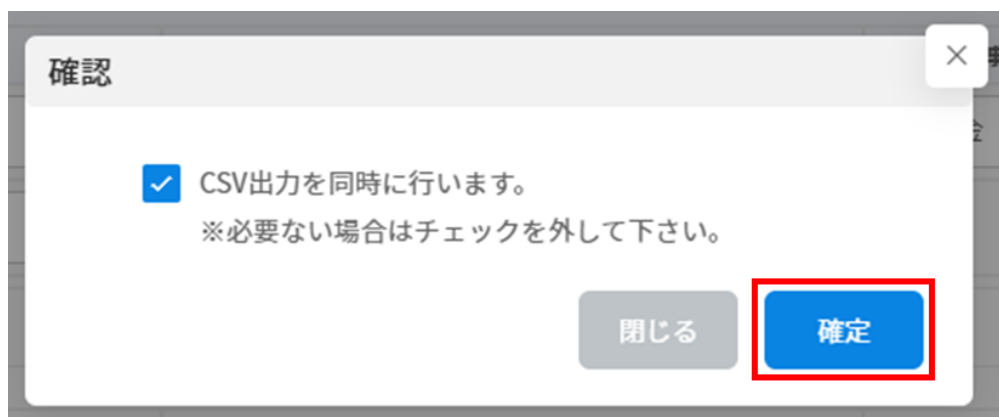 確認
金
CSV出力を同時に行います。
※必要ない場合はチェックを外して下さい。
閉じる
確定